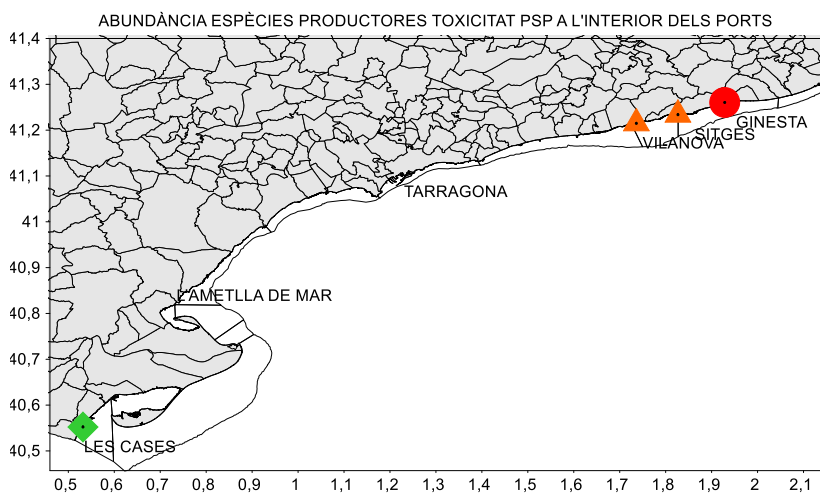 ABUNDÀNCIA ESPÈCIES PRODUCTORES TOXICITAT PSP A L'INTERIOR DELS PORTS
41,4
41,3
41,2
41,1
41
40,9
40,8
40,7
40,6
40,5
GINESTA
SITGES
VILANOVA
TARRAGONA
L'AMETLLA DE MAR
LES CASES
0,5 0,6 0,7 0,8 0,9 1 1,1 1,2 1,3 1,4 1,5 1,6 1,7 1,8 1,9 2 2,1